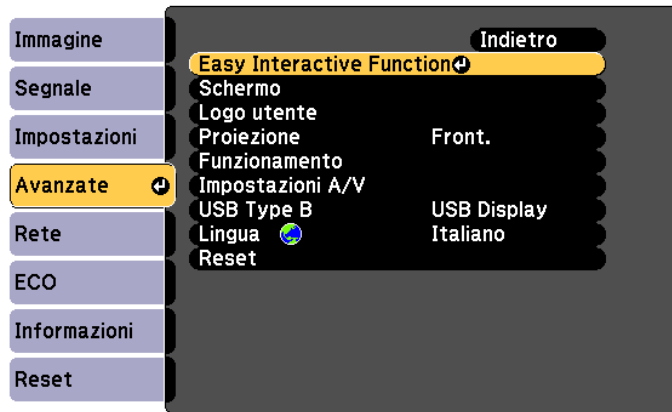 Immagine
Segnale
Impostazioni
Avanzate
Rete
ECO
Informazioni
Reset
Indietro
Easy Interactive Function
Schermo
Logo utente
Proiezione Front.
Funzionamento
Impostazioni A/V
USB Type B USB Display
Lingua Italiano
Reset